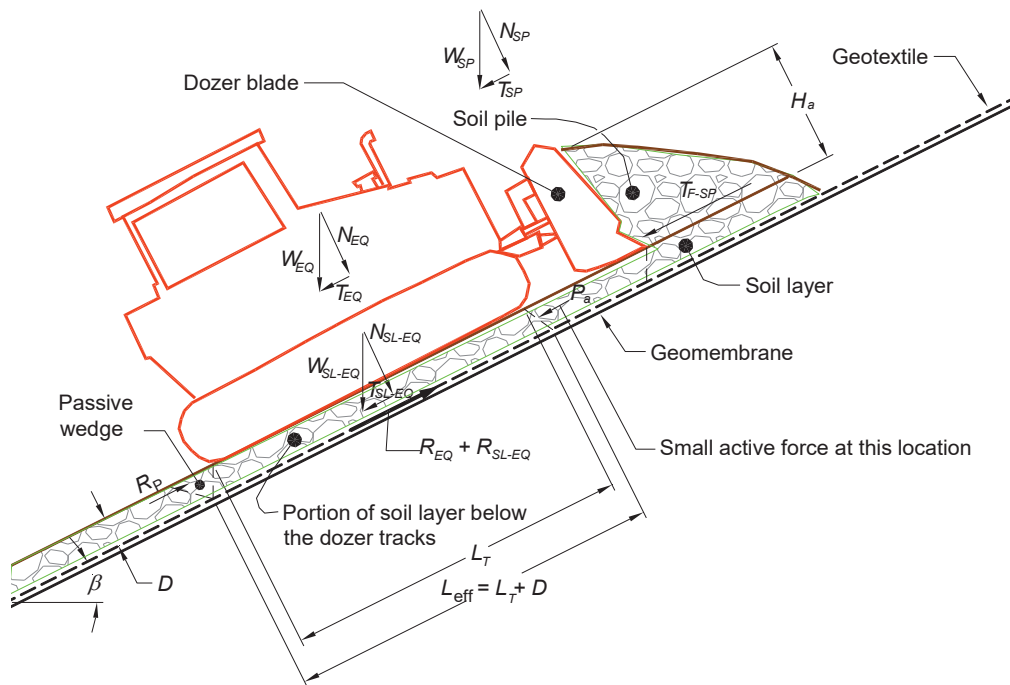 N_SP
W_SP
T_SP
Dozer blade
Soil pile
H_a
Geotextile
T_F-SP
N_EQ
W_EQ
T_EQ
Soil layer
P_a
Geomembrane
N_SL-EQ
W_SL-EQ
T_SL-EQ
Passive
wedge
R_EQ + R_SL-EQ
Small active force at this location
R_P
Portion of soil layer below
the dozer tracks
L_T
β
D
L_eff = L_T + D